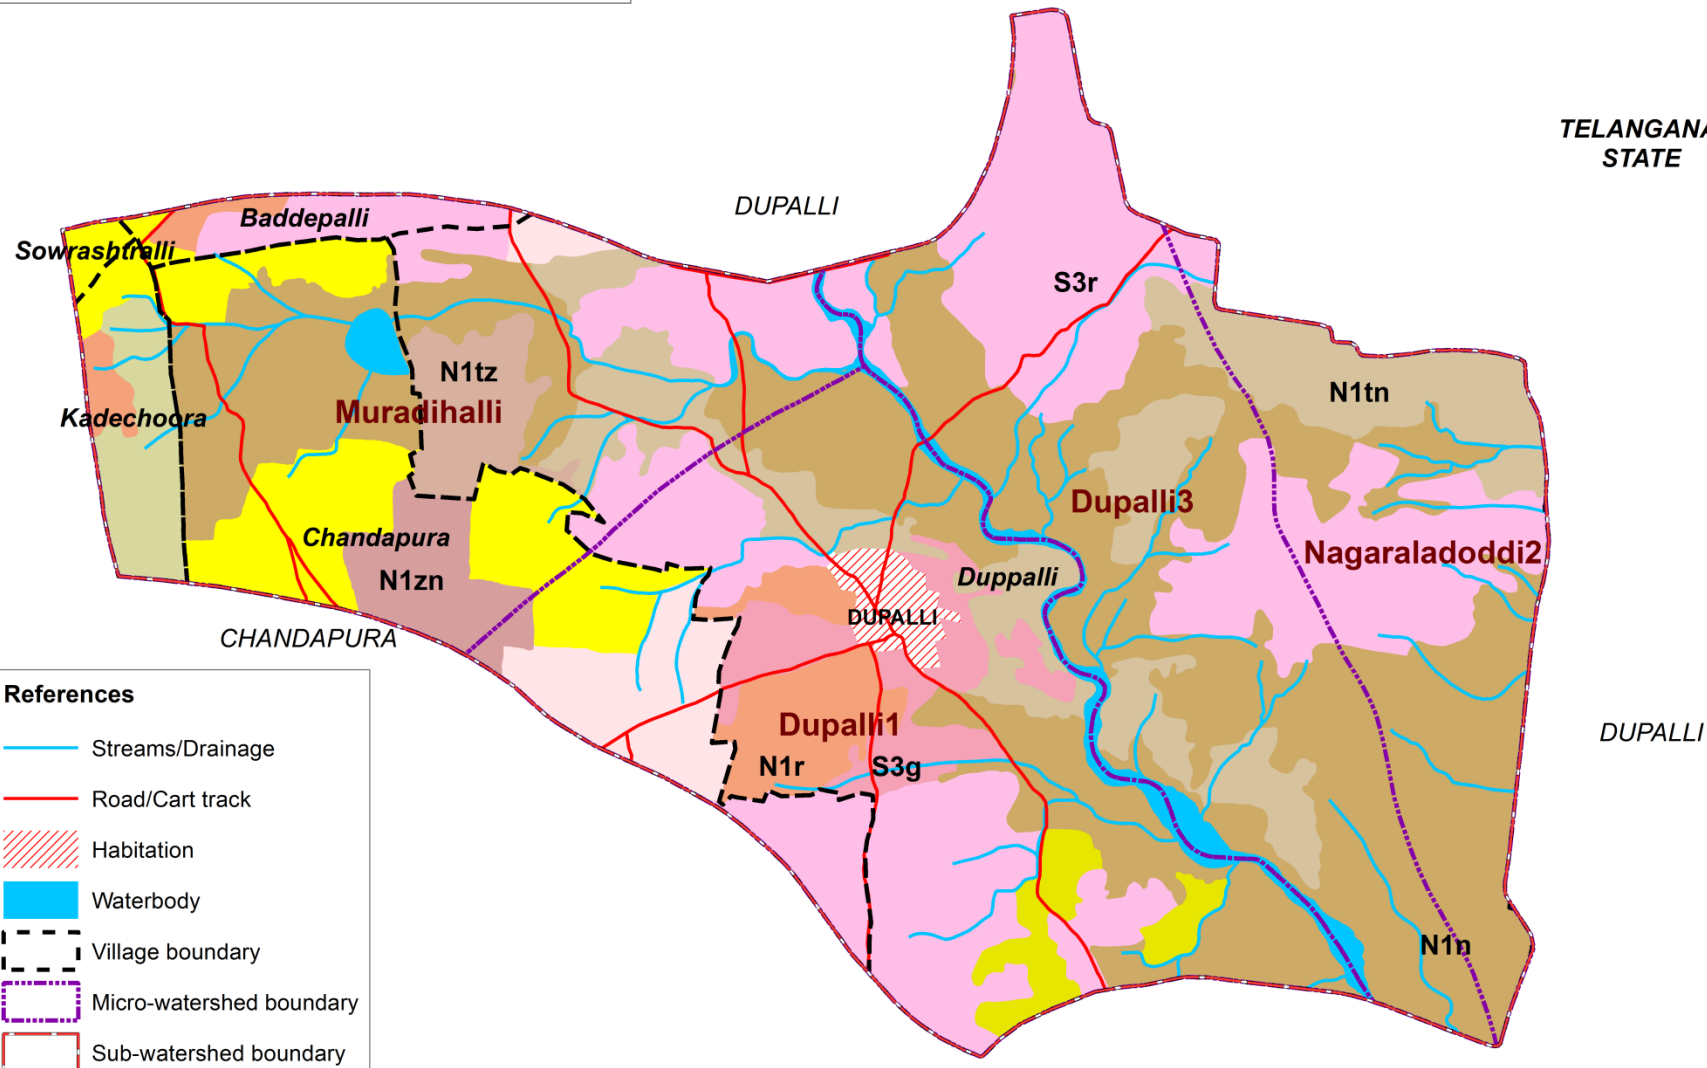 TELANGANA
STATE
DUPALLI
Baddepalli
Sowrashtralli
S3r
N1tz
N1tn
Muradihalli
Kadechoora
Dupalli3
Chandapura
Nagaraladoddi2
N1zn
Duppalli
DUPALLI
CHANDAPURA
Dupalli1
DUPALLI
N1r
S3g
N1n
References
Streams/Drainage
Road/Cart track
Habitation
Waterbody
Village boundary
Micro-watershed boundary
Sub-watershed boundary